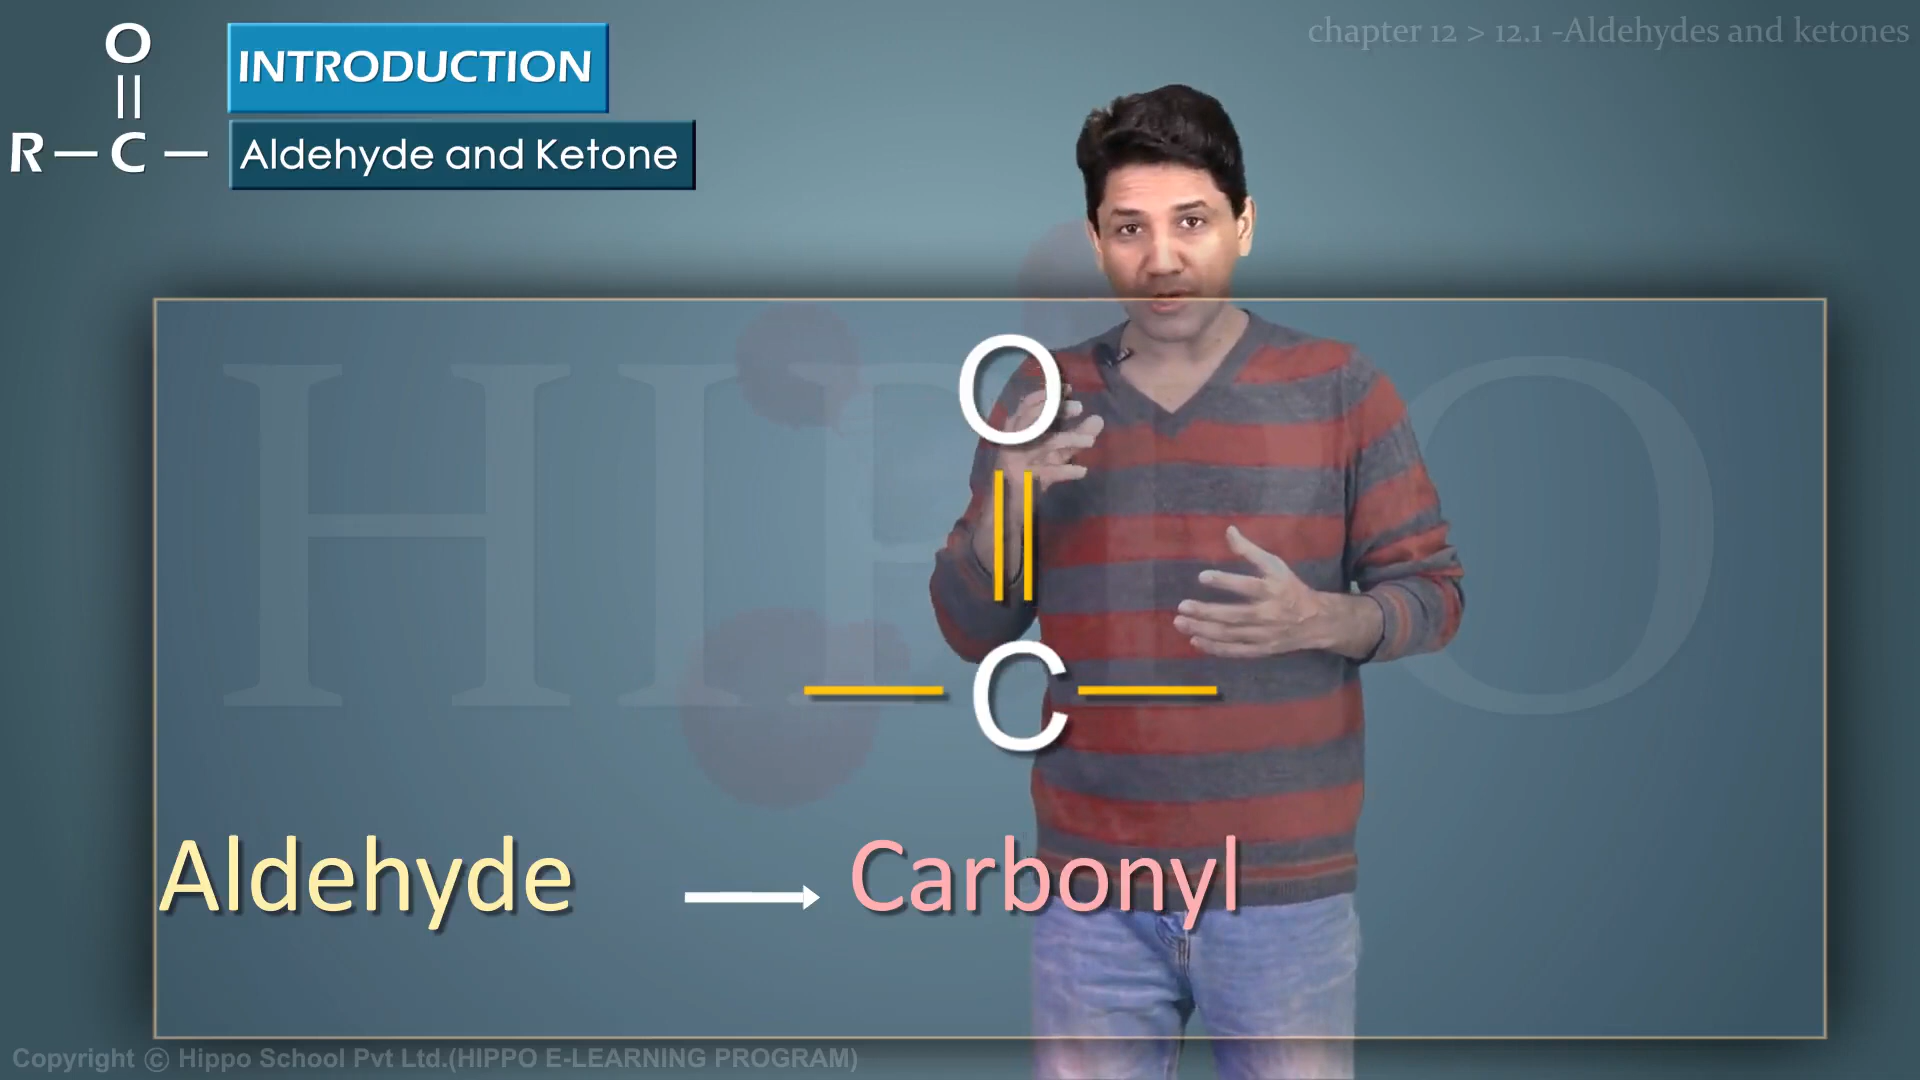 chapter 12 > 12.1 -Aldehydes and ketones
O
R C
INTRODUCTION
Aldehyde and Ketone
HIPPO
O
C
Aldehyde → Carbonyl
Copyright © Hippo School Pvt Ltd.(HIPPO E-LEARNING PROGRAM)